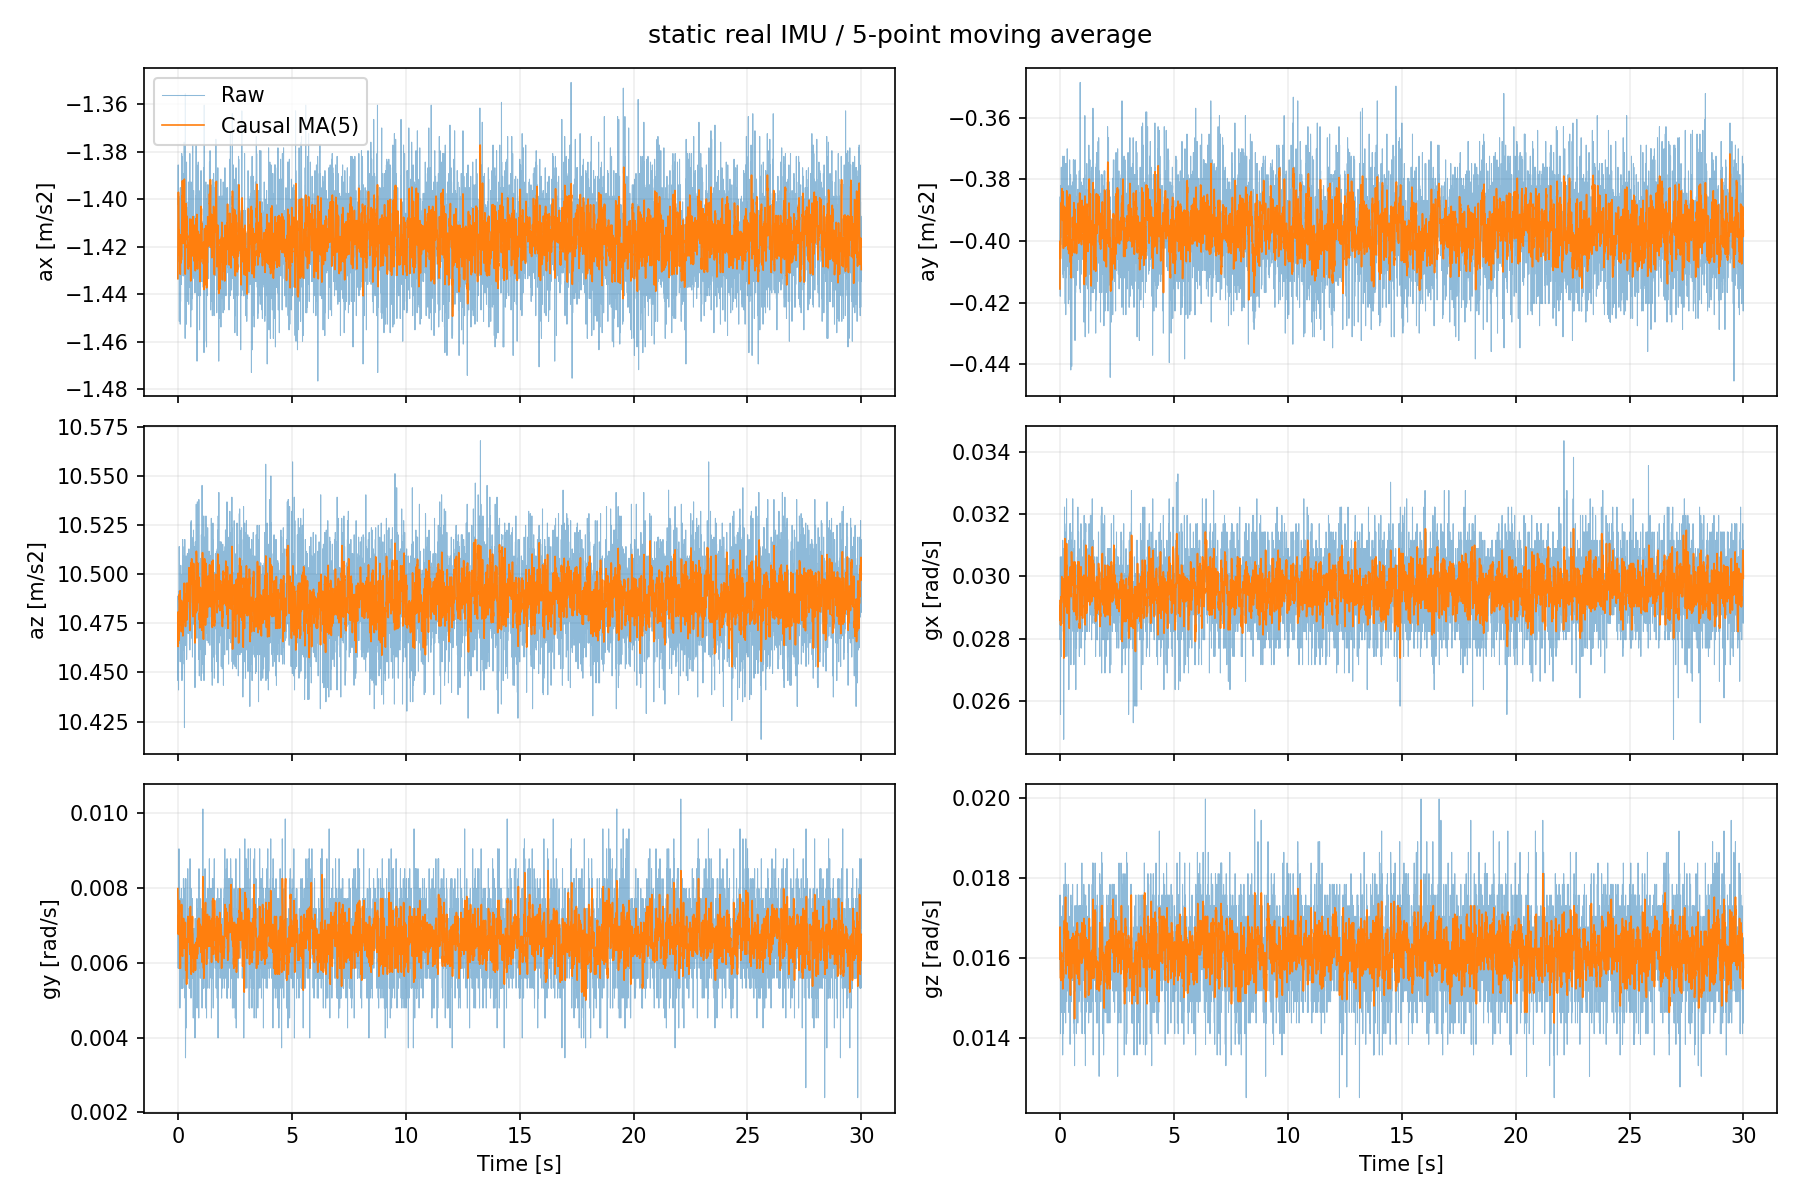 static real IMU / 5-point moving average
Raw
Causal MA(5)
−1.36
−1.38
−1.40
−1.42
−1.44
−1.46
−1.48
ax [m/s2]
−0.36
−0.38
−0.40
−0.42
−0.44
ay [m/s2]
10.575
10.550
10.525
10.500
10.475
10.450
10.425
az [m/s2]
0.034
0.032
0.030
0.028
0.026
gx [rad/s]
0.010
0.008
0.006
0.004
0.002
gy [rad/s]
0 5 10 15 20 25 30
Time [s]
0.020
0.018
0.016
0.014
gz [rad/s]
0 5 10 15 20 25 30
Time [s]